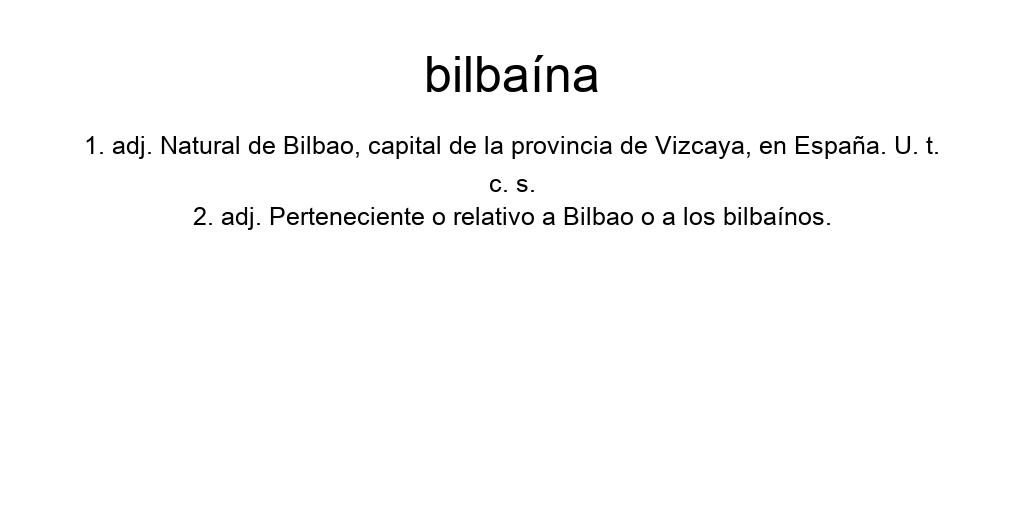 bilbaína
1. adj. Natural de Bilbao, capital de la provincia de Vizcaya, en España. U. t.
c. s.
2. adj. Perteneciente o relativo a Bilbao o a los bilbaínos.